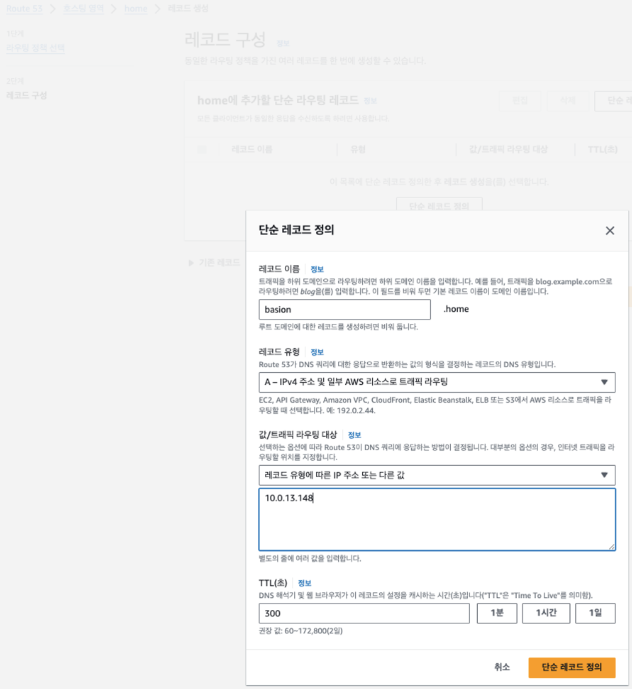 Route 53 > 호스팅 영역 > home > 레코드 생성
1단계
라우팅 정책 선택
2단계
레코드 구성
레코드 구성 정보
home에 추가할 단순 라우팅 레코드 정보
편집
삭제
레코드 이름
유형
값/트래픽 라우팅 대상
TTL(초)
단순 레코드 정의
▶ 기존 레코드
단순 레코드 정의
레코드 이름 정보
트래픽을 하위 도메인으로 라우팅하려면 하위 도메인 이름을 입력합니다. 예를 들어, 트래픽을 blog.example.com으로
라우팅하려면 blog을(를) 입력합니다. 이 필드를 비워 두면 기본 레코드 이름이 도메인 이름입니다.
basion .home
루트 도메인에 대한 레코드를 생성하려면 비워 둡니다.
레코드 유형 정보
Route 53가 DNS 쿼리에 대한 응답으로 반환하는 값의 형식을 결정하는 레코드의 DNS 유형입니다.
A – IPv4 주소 및 일부 AWS 리소스로 트래픽 라우팅
EC2, API Gateway, Amazon VPC, CloudFront, Elastic Beanstalk, ELB 또는 S3에서 AWS 리소스로 트래픽을 라
우팅할 때 선택합니다. 예: 192.0.2.44.
값/트래픽 라우팅 대상 정보
선택하는 옵션에 따라 Route 53이 DNS 쿼리에 응답하는 방법이 결정됩니다. 대부분의 옵션의 경우, 인터넷 트래픽을 라
우팅할 위치를 지정합니다.
레코드 유형에 따른 IP 주소 또는 다른 값
10.0.13.148
별도의 줄에 여러 값을 입력합니다.
TTL(초) 정보
DNS 해석기 및 웹 브라우저가 이 레코드의 설정을 캐시하는 시간(초)입니다("TTL"은 "Time To Live"를 의미함).
300 1분 1시간 1일
권장 값: 60~172,800(2일)
취소 단순 레코드 정의